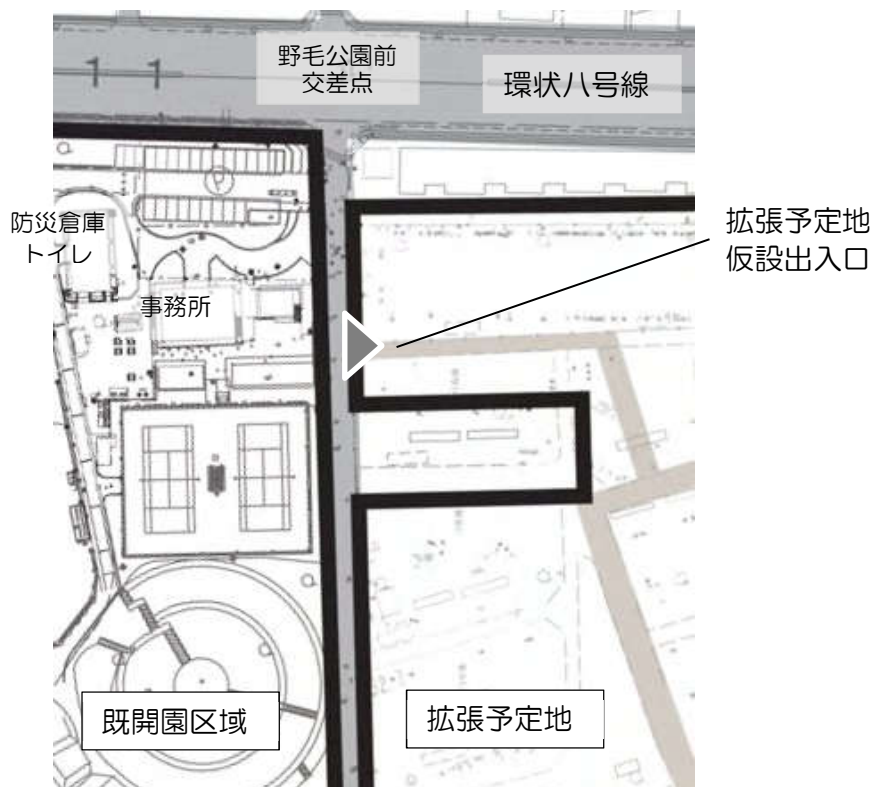 野毛公園前
交差点
環状八号線
防災倉庫
トイレ
事務所
拡張予定地
仮設出入口
既開園区域
拡張予定地